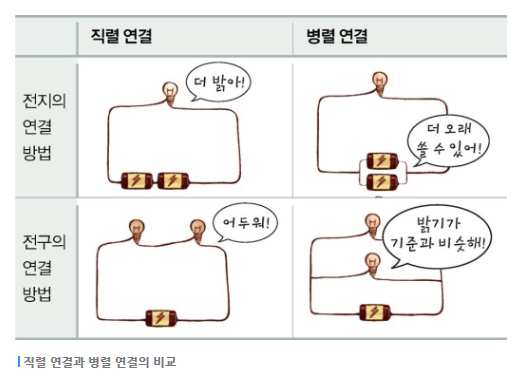 직렬 연결
병렬 연결
전지의
연결
방법
더 밝아!
더 오래
쓸 수 있어!
전구의
연결
방법
어두워!
밝기가
기준과 비슷해!
직렬 연결과 병렬 연결의 비교